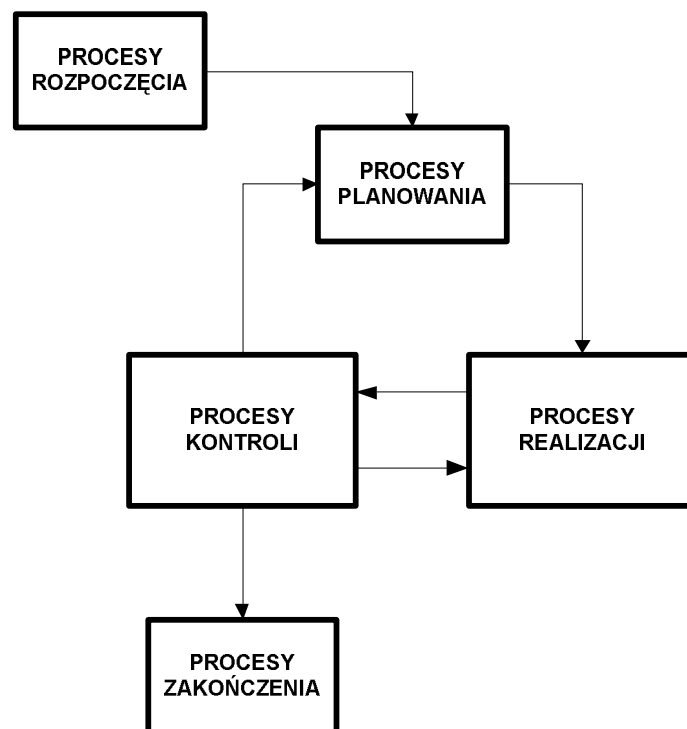 PROCESY
ROZPOCZĘCIA
PROCESY
PLANOWANIA
PROCESY
KONTROLI
PROCESY
REALIZACJI
PROCESY
ZAKOŃCZENIA